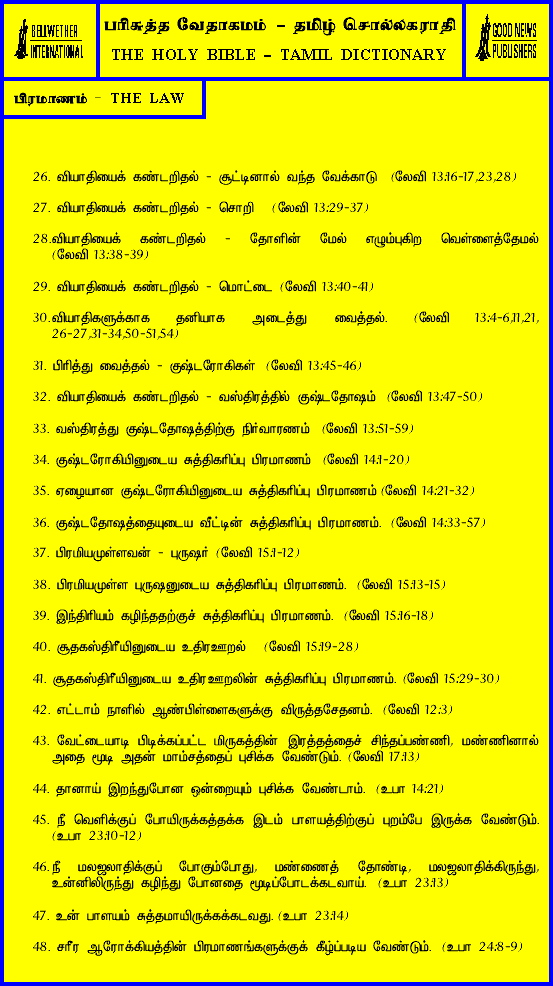 BELLWETHER
INTERNATIONAL
பரிசுத்த வேதாகமம் – தமிழ் சொல்லகராதி
THE HOLY BIBLE – TAMIL DICTIONARY
GOOD NEWS
PUBLISHERS
பிரமாணம் – THE LAW
26. வியாதியைக் கண்டறிதல் - சூட்டினால் வந்த வேக்காடு (லேவி 13:16-17,23,28)
27. வியாதியைக் கண்டறிதல் - சொறி (லேவி 13:29-37)
28.வியாதியைக் கண்டறிதல் - தோளின் மேல் எழும்புகிற வெள்ளைத்தேமல்
(லேவி 13:38-39)
29. வியாதியைக் கண்டறிதல் - மொட்டை (லேவி 13:40-41)
30.வியாதிகளுக்காக தனியாக அடைத்து வைத்தல். (லேவி 13:4-6,11,21,
26-27,31-34,50-51,54)
31. பிரித்து வைத்தல் - குஷ்டரோகிகள் (லேவி 13:45-46)
32. வியாதியைக் கண்டறிதல் - வஸ்திரத்தில் குஷ்டதோஷம் (லேவி 13:47-50)
33. வஸ்திரத்து குஷ்டதோஷத்திற்கு நிர்வாரணம் (லேவி 13:51-59)
34. குஷ்டரோகியினுடைய சுத்திகரிப்பு பிரமாணம் (லேவி 14:1-20)
35. ஏழையான குஷ்டரோகியினுடைய சுத்திகரிப்பு பிரமாணம் (லேவி 14:21-32)
36. குஷ்டதோஷத்தையுடைய வீட்டின் சுத்திகரிப்பு பிரமாணம். (லேவி 14:33-57)
37. பிரமியமுள்ளவன் - புருஷர் (லேவி 15:1-12)
38. பிரமியமுள்ள புருஷனுடைய சுத்திகரிப்பு பிரமாணம். (லேவி 15:13-15)
39. இந்திரியம் கழிந்ததற்குச் சுத்திகரிப்பு பிரமாணம். (லேவி 15:16-18)
40. சூதகஸ்திரீயினுடைய உதிரஊறல் (லேவி 15:19-28)
41. சூதகஸ்திரீயினுடைய உதிரஊறலின் சுத்திகரிப்பு பிரமாணம். (லேவி 15:29-30)
42. எட்டாம் நாளில் ஆண்பிள்ளைகளுக்கு விருத்தசேதனம். (லேவி 12:3)
43. வேட்டையாடி பிடிக்கப்பட்ட மிருகத்தின் இரத்தத்தைச் சிந்தப்பண்ணி, மண்ணினால்
அதை மூடி அதன் மாம்சத்தைப் புசிக்க வேண்டும். (லேவி 17:13)
44. தானாய் இறந்துபோன ஒன்றையும் புசிக்க வேண்டாம். (உபா 14:21)
45. நீ வெளிக்குப் போயிருக்கத்தக்க இடம் பாளயத்திற்குப் புறம்பே இருக்க வேண்டும்.
(உபா 23:10-12)
46.நீ மலஜலாதிக்குப் போகும்போது, மண்ணைத் தோண்டி, மலஜலாதிக்கிருந்து,
உன்னிலிருந்து கழிந்து போனதை மூடிப்போடக்கடவாய். (உபா 23:13)
47. உன் பாளயம் சுத்தமாயிருக்கக்கடவது. (உபா 23:14)
48. சரீர ஆரோக்கியத்தின் பிரமாணங்களுக்குக் கீழ்ப்படிய வேண்டும். (உபா 24:8-9)